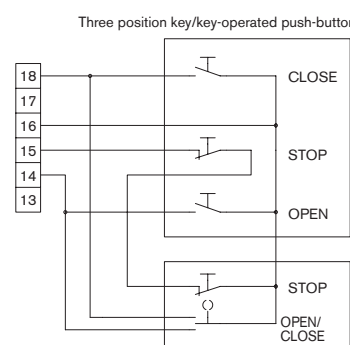 Three position key/key-operated push-button
18
17
16
15
14
13
CLOSE
STOP
OPEN
STOP
OPEN/
CLOSE